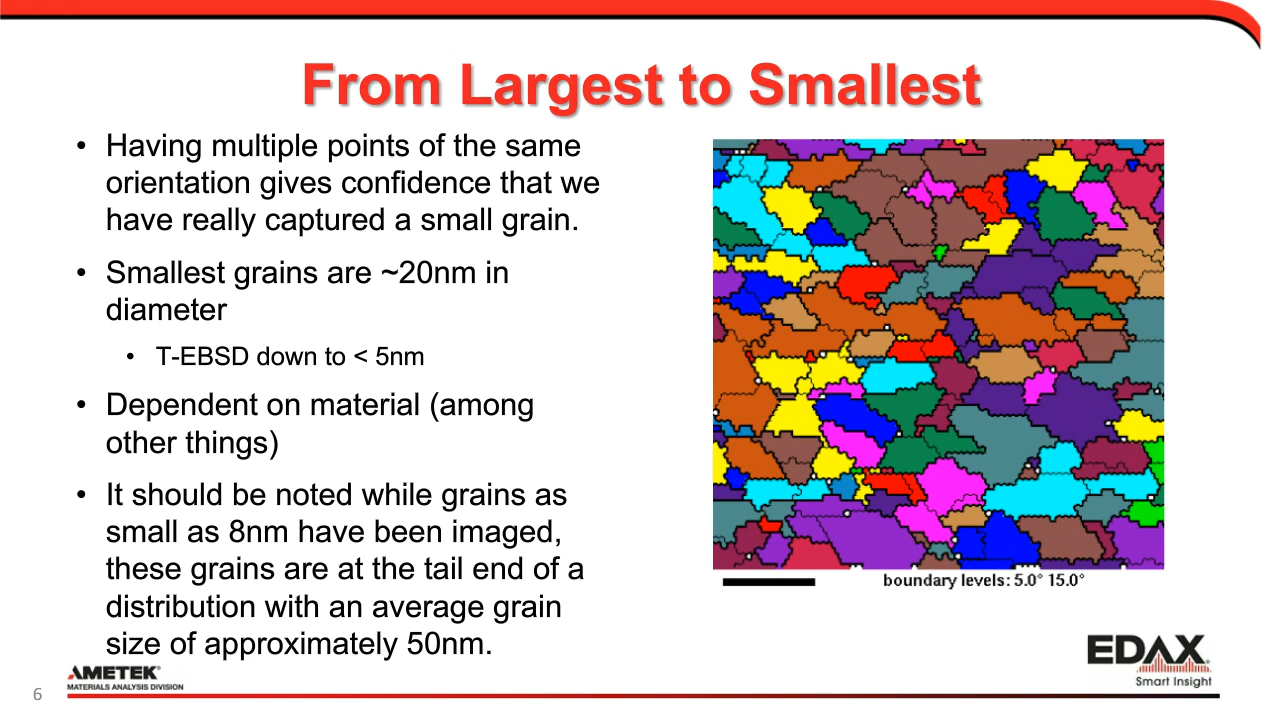 From Largest to Smallest
• Having multiple points of the same
orientation gives confidence that we
have really captured a small grain.
• Smallest grains are ~20nm in
diameter
• T-EBSD down to < 5nm
• Dependent on material (among
other things)
• It should be noted while grains as
small as 8nm have been imaged,
these grains are at the tail end of a
distribution with an average grain
size of approximately 50nm.
boundary levels: 5.0° 15.0°
6
AMETEK®
MATERIALS ANALYSIS DIVISION
EDAX
Smart Insight